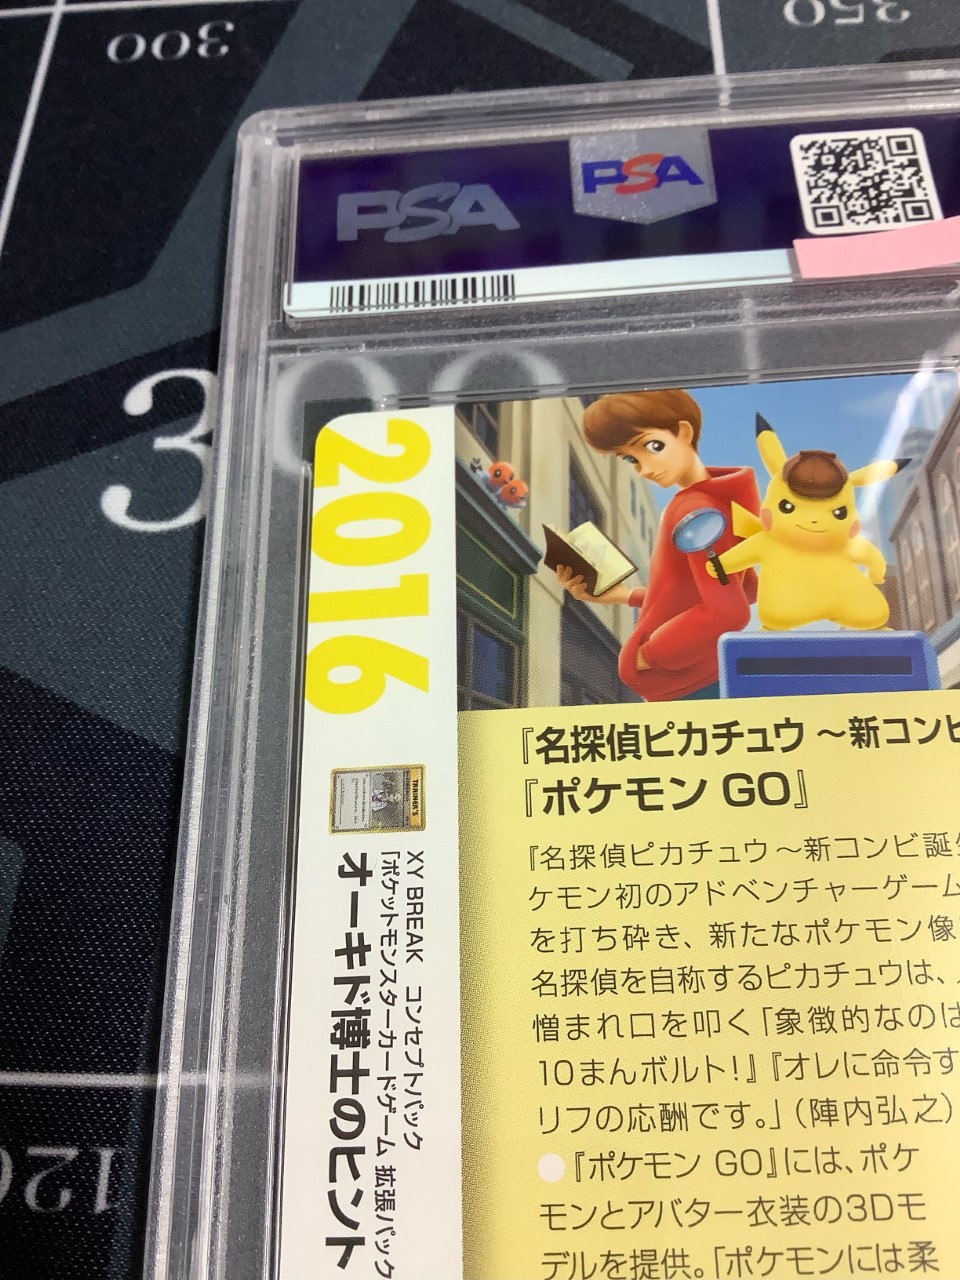 300
350
PSA
PSA
300
2016
TRAINER'S
XY BREAK コンセプトパック
「ポケットモンスターカードゲーム 拡張パック
オーキド博士のヒント
『名探偵ピカチュウ ～新コンビ
『ポケモン GO』
『名探偵ピカチュウ ～新コンビ誕生
ケモン初のアドベンチャーゲーム
を打ち砕き、新たなポケモン像
名探偵を自称するピカチュウは、
憎まれ口を叩く「象徴的なのは
10まんボルト！』『オレに命令す
リフの応酬です。」（陣内弘之）
『ポケモン GO』には、ポケ
モンとアバター衣装の3Dモ
デルを提供。「ポケモンには柔
120